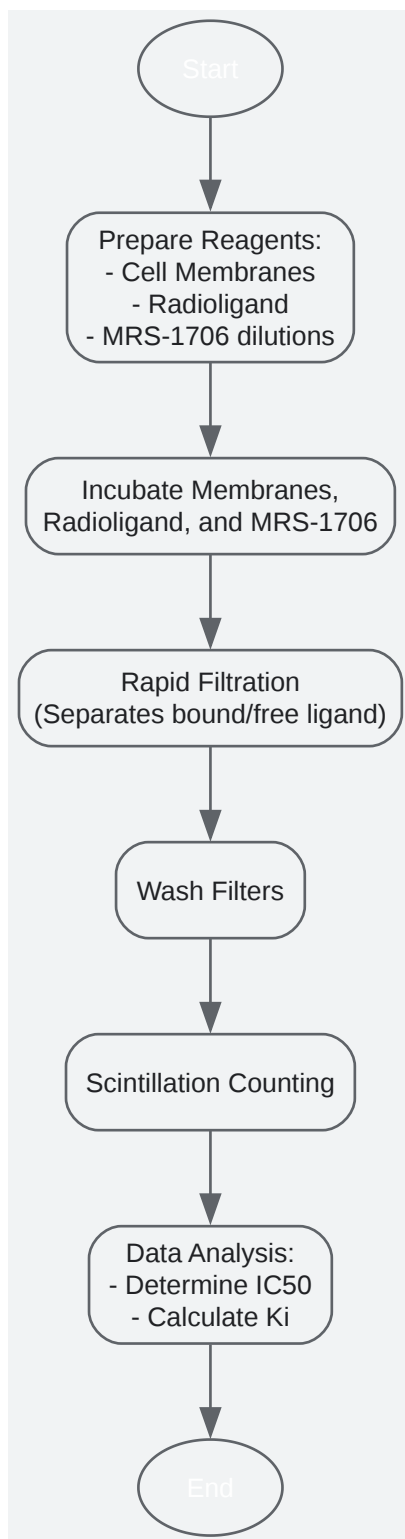 Start
Prepare Reagents:
- Cell Membranes
- Radioligand
- MRS-1706 dilutions
Incubate Membranes,
Radioligand, and MRS-1706
Rapid Filtration
(Separates bound/free ligand)
Wash Filters
Scintillation Counting
Data Analysis:
- Determine IC50
- Calculate Ki
End